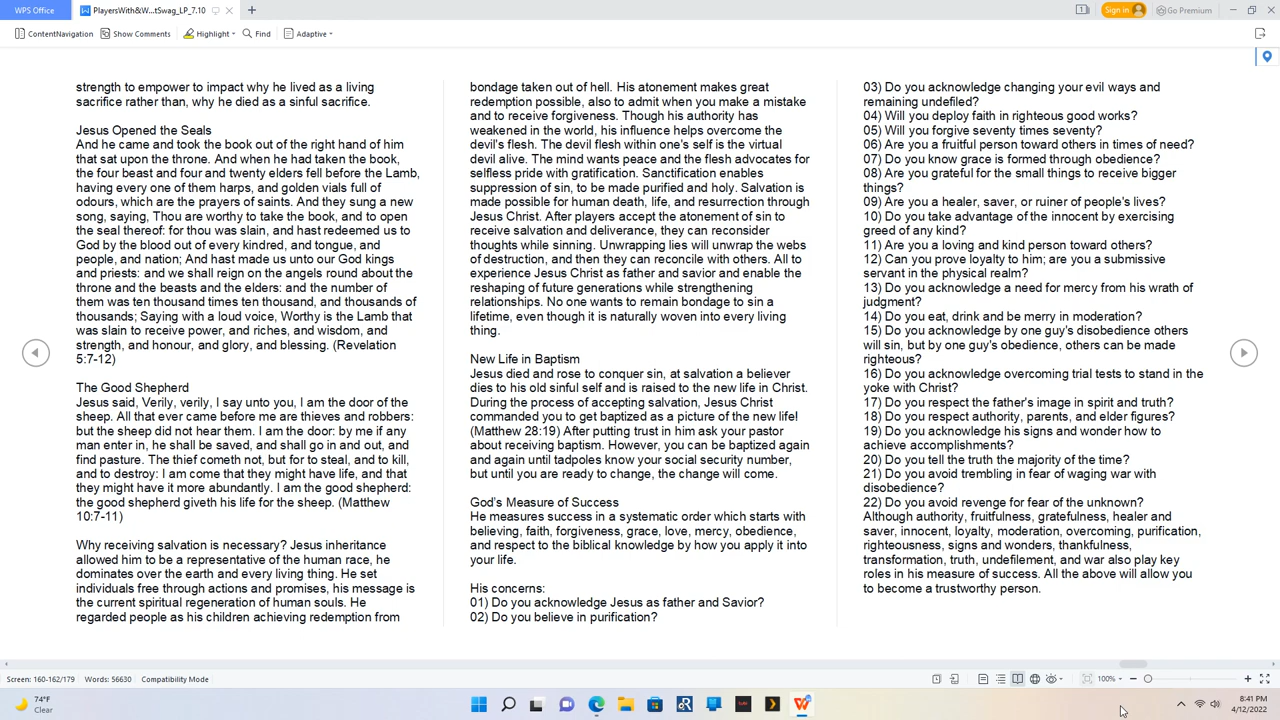 WPS Office
PlayersWith&W...tSwag_LP_7.10
Sign in
Go Premium
ContentNavigation
Show Comments
Highlight
Find
Adaptive
strength to empower to impact why he lived as a living
sacrifice rather than, why he died as a sinful sacrifice.
Jesus Opened the Seals
And he came and took the book out of the right hand of him
that sat upon the throne. And when he had taken the book,
the four beast and four and twenty elders fell before the Lamb,
having every one of them harps, and golden vials full of
odours, which are the prayers of saints. And they sung a new
song, saying, Thou are worthy to take the book, and to open
the seal thereof: for thou was slain, and hast redeemed us to
God by the blood out of every kindred, and tongue, and
people, and nation; And hast made us unto our God kings
and priests: and we shall reign on the angels round about the
throne and the beasts and the elders: and the number of
them was ten thousand times ten thousand, and thousands of
thousands; Saying with a loud voice, Worthy is the Lamb that
was slain to receive power, and riches, and wisdom, and
strength, and honour, and glory, and blessing. (Revelation
5:7-12)
The Good Shepherd
Jesus said, Verily, verily, I say unto you, I am the door of the
sheep. All that ever came before me are thieves and robbers:
but the sheep did not hear them. I am the door: by me if any
man enter in, he shall be saved, and shall go in and out, and
find pasture. The thief cometh not, but for to steal, and to kill,
and to destroy: I am come that they might have life, and that
they might have it more abundantly. I am the good shepherd:
the good shepherd giveth his life for the sheep. (Matthew
10:7-11)
Why receiving salvation is necessary? Jesus inheritance
allowed him to be a representative of the human race, he
dominates over the earth and every living thing. He set
individuals free through actions and promises, his message is
the current spiritual regeneration of human souls. He
regarded people as his children achieving redemption from
bondage taken out of hell. His atonement makes great
redemption possible, also to admit when you make a mistake
and to receive forgiveness. Though his authority has
weakened in the world, his influence helps overcome the
devil's flesh. The devil flesh within one's self is the virtual
devil alive. The mind wants peace and the flesh advocates for
selfless pride with gratification. Sanctification enables
suppression of sin, to be made purified and holy. Salvation is
made possible for human death, life, and resurrection through
Jesus Christ. After players accept the atonement of sin to
receive salvation and deliverance, they can reconsider
thoughts while sinning. Unwrapping lies will unwrap the webs
of destruction, and then they can reconcile with others. All to
experience Jesus Christ as father and savior and enable the
reshaping of future generations while strengthening
relationships. No one wants to remain bondage to sin a
lifetime, even though it is naturally woven into every living
thing.
New Life in Baptism
Jesus died and rose to conquer sin, at salvation a believer
dies to his old sinful self and is raised to the new life in Christ.
During the process of accepting salvation, Jesus Christ
commanded you to get baptized as a picture of the new life!
(Matthew 28:19) After putting trust in him ask your pastor
about receiving baptism. However, you can be baptized again
and again until tadpoles know your social security number,
but until you are ready to change, the change will come.
God's Measure of Success
He measures success in a systematic order which starts with
believing, faith, forgiveness, grace, love, mercy, obedience,
and respect to the biblical knowledge by how you apply it into
your life.
His concerns:
01) Do you acknowledge Jesus as father and Savior?
02) Do you believe in purification?
03) Do you acknowledge changing your evil ways and
remaining undefiled?
04) Will you deploy faith in righteous good works?
05) Will you forgive seventy times seventy?
06) Are you a fruitful person toward others in times of need?
07) Do you know grace is formed through obedience?
08) Are you grateful for the small things to receive bigger
things?
09) Are you a healer, saver, or ruiner of people's lives?
10) Do you take advantage of the innocent by exercising
greed of any kind?
11) Are you a loving and kind person toward others?
12) Can you prove loyalty to him; are you a submissive
servant in the physical realm?
13) Do you acknowledge a need for mercy from his wrath of
judgment?
14) Do you eat, drink and be merry in moderation?
15) Do you acknowledge by one guy's disobedience others
will sin, but by one guy's obedience, others can be made
righteous?
16) Do you acknowledge overcoming trial tests to stand in the
yoke with Christ?
17) Do you respect the father's image in spirit and truth?
18) Do you respect authority, parents, and elder figures?
19) Do you acknowledge his signs and wonder how to
achieve accomplishments?
20) Do you tell the truth the majority of the time?
21) Do you avoid trembling in fear of waging war with
disobedience?
22) Do you avoid revenge for fear of the unknown?
Although authority, fruitfulness, gratefulness, healer and
saver, innocent, loyalty, moderation, overcoming, purification,
righteousness, signs and wonders, thankfulness,
transformation, truth, undefilement, and war also play key
roles in his measure of success. All the above will allow you
to become a trustworthy person.
Screen: 160-162/179
Words: 56630
Compatibility Mode
100%
74°F
Clear
8:41 PM
4/12/2022